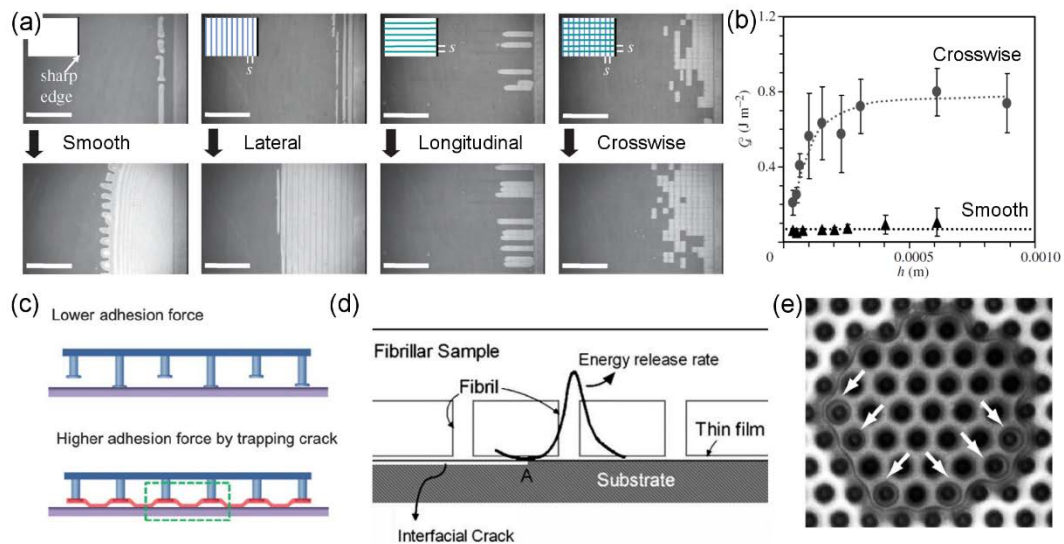 (a)
sharp
edge
s
s
s
s
Smooth
Lateral
Longitudinal
Crosswise
(b)
1.2
0.8
0.4
0
𝒢 (J m⁻²)
Crosswise
Smooth
0.0005
0.0010
h (m)
(c)
Lower adhesion force
Higher adhesion force by trapping crack
(d)
Fibrillar Sample
Energy release rate
Fibril
Thin film
A
Substrate
Interfacial Crack
(e)